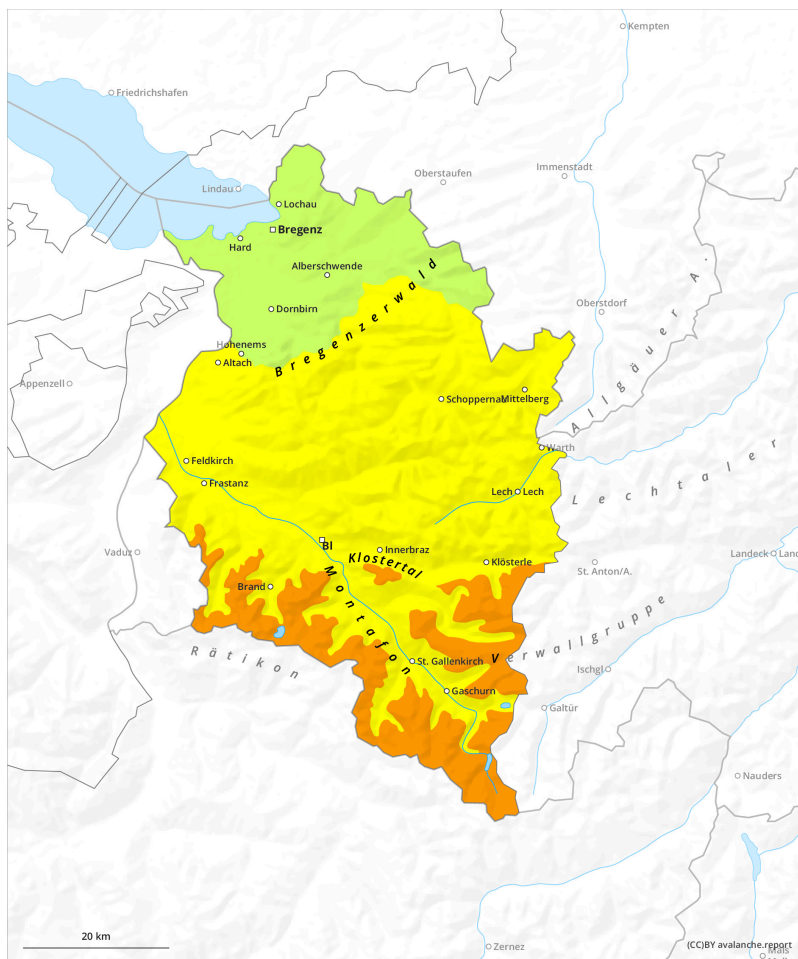 Kempten
Friedrichshafen
Oberstaufen
Immenstadt
Lindau
Lochau
Bregenz
Hard
Alberschwende
Oberstdorf
Dornbirn
Bregenzerwald
Allgäuer A.
Hohenems
Altach
Appenzell
Schoppernau
Mittelberg
Warth
Lechtaler
Feldkirch
Frastanz
Lech
Lech
Vaduz
Bl
Innerbraz
Klostertal
Klösterle
Landeck
St. Anton/A.
Brand
Montafon
Verwallgruppe
Rätikon
St. Gallenkirch
Ischgl
Gaschurn
Galtür
Nauders
20 km
Zernez
(CC)BY avalanche.report